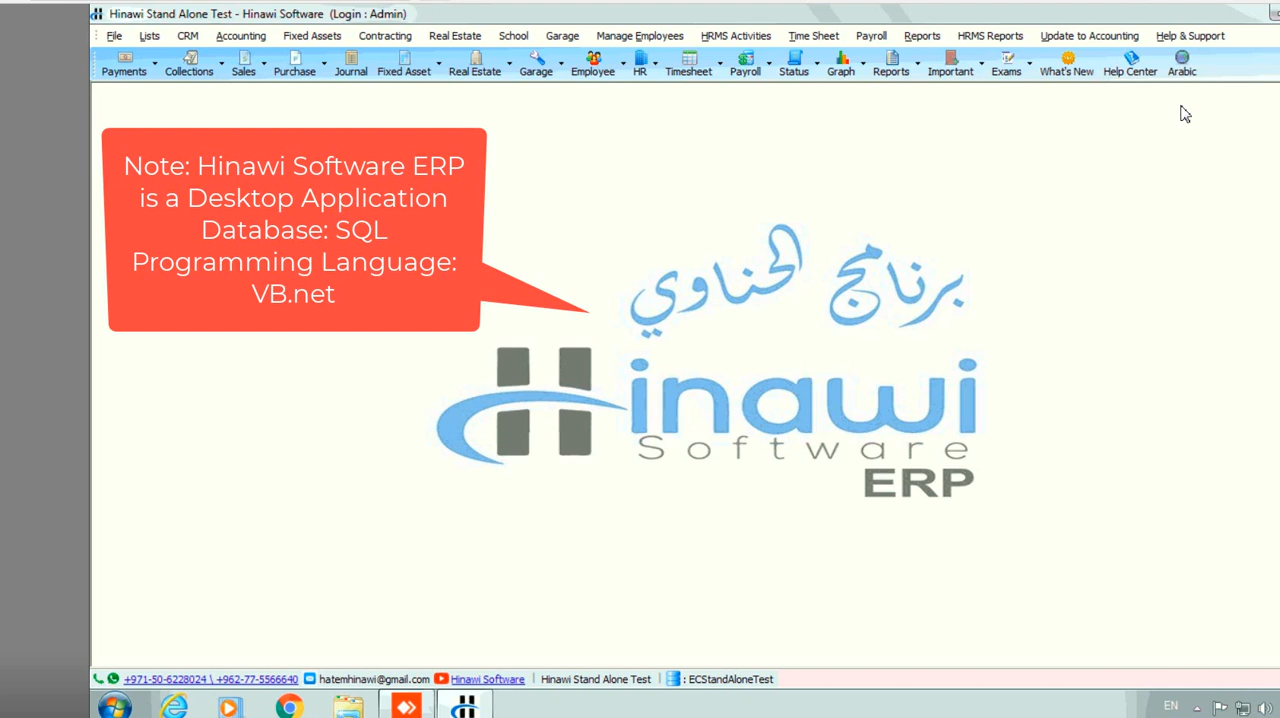 Hinawi Stand Alone Test - Hinawi Software (Login : Admin)
File Lists CRM Accounting Fixed Assets Contracting Real Estate School Garage Manage Employees HRMS Activities Time Sheet Payroll Reports HRMS Reports Update to Accounting Help & Support
Payments Collections Sales Purchase Journal Fixed Asset Real Estate Garage Employee HR Timesheet Payroll Status Graph Reports Important Exams What's New Help Center Arabic
Note: Hinawi Software ERP
is a Desktop Application
Database: SQL
Programming Language:
VB.net
برنامج الحناوي
Hinawi
Software
ERP
+971-50-6228024 \ +962-77-5566640 hatemhinawi@gmail.com Hinawi Software | Hinawi Stand Alone Test | : ECStandAloneTest
EN